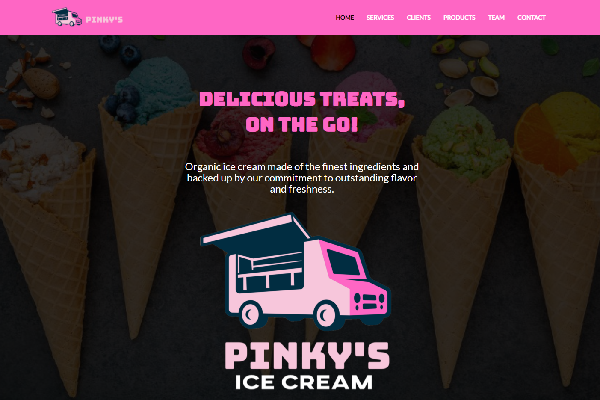 PINKY'S
HOME SERVICES CLIENTS PRODUCTS TEAM CONTACT
DELICIOUS TREATS,
ON THE GO!
Organic ice cream made of the finest ingredients and
backed up by our commitment to outstanding flavor
and freshness.
PINKY'S
ICE CREAM